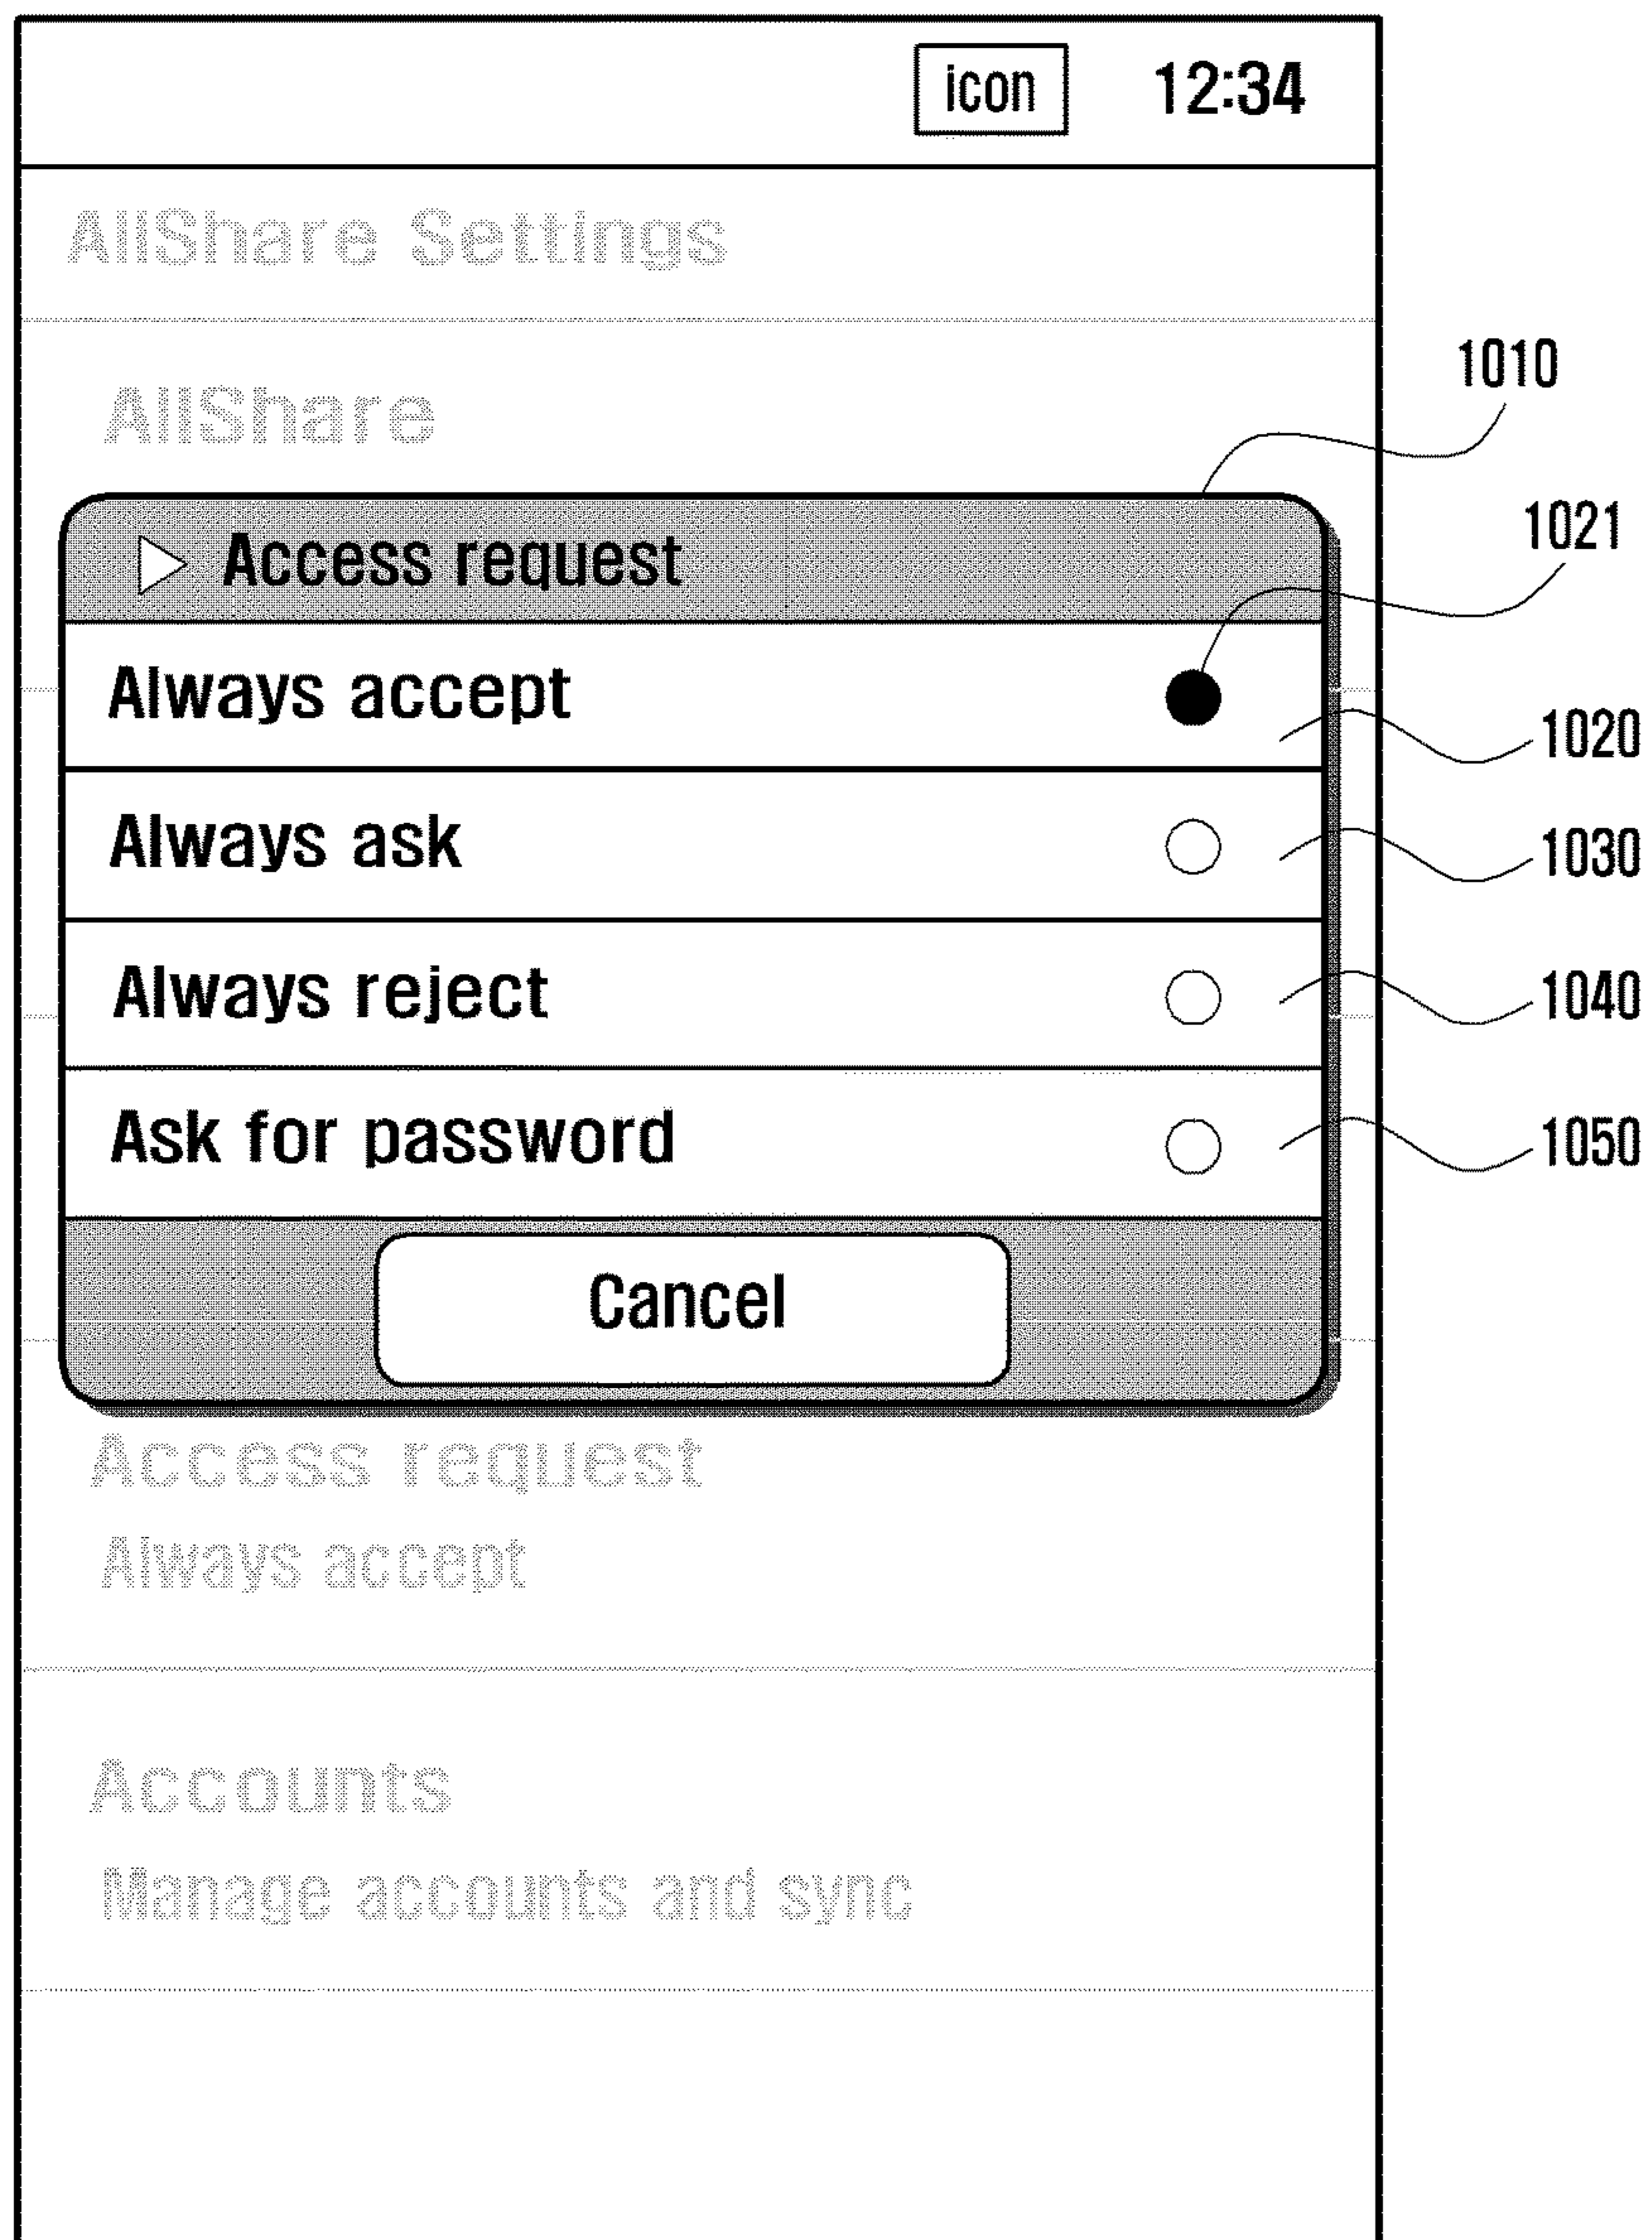 icon 12:34
AllShare Settings
AllShare
1010
1021
Access request
Always accept
1020
Always ask
1030
Always reject
1040
Ask for password
1050
Cancel
Access request
Always accept
Accounts
Manage accounts and sync